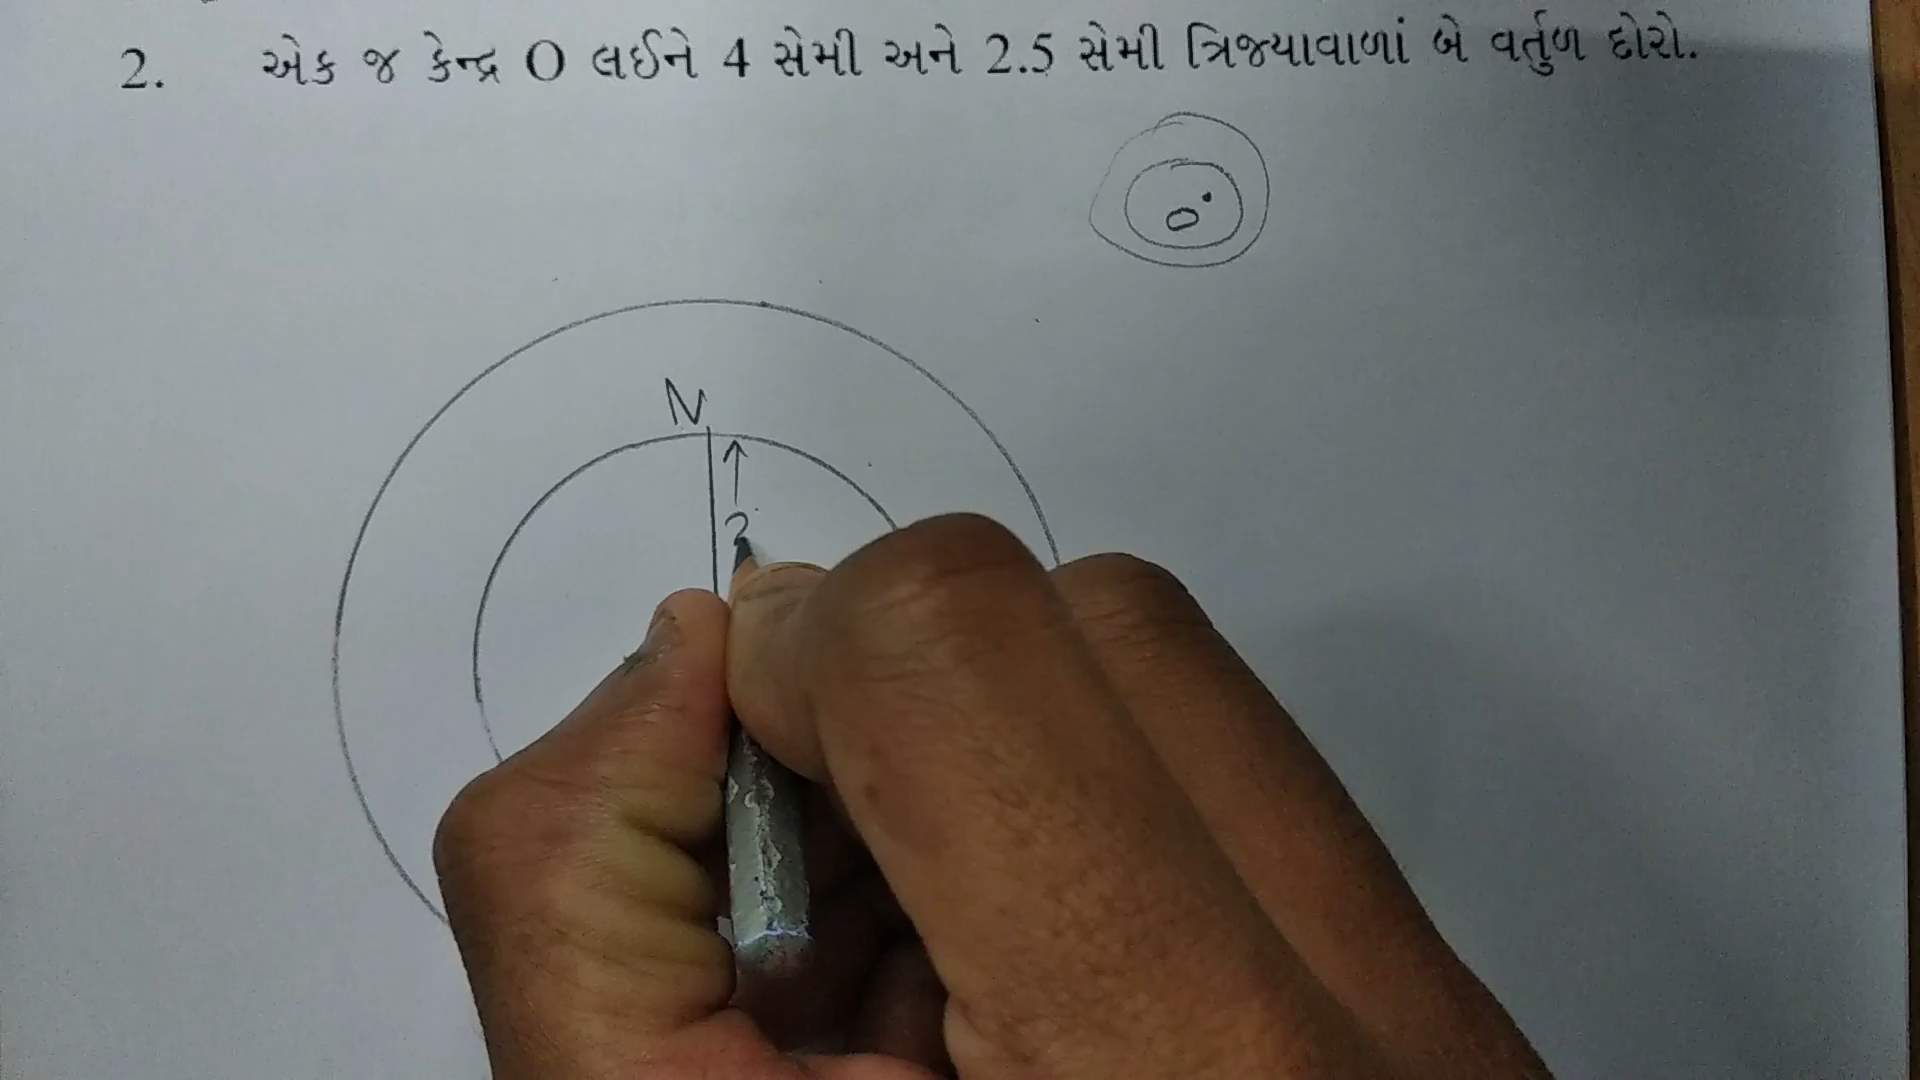 2. એક જ કેન્દ્ર O લઈને 4 સેમી અને 2.5 સેમી ત્રિજ્યાવાળાં બે વર્તુળ દોરો.
O
N
2